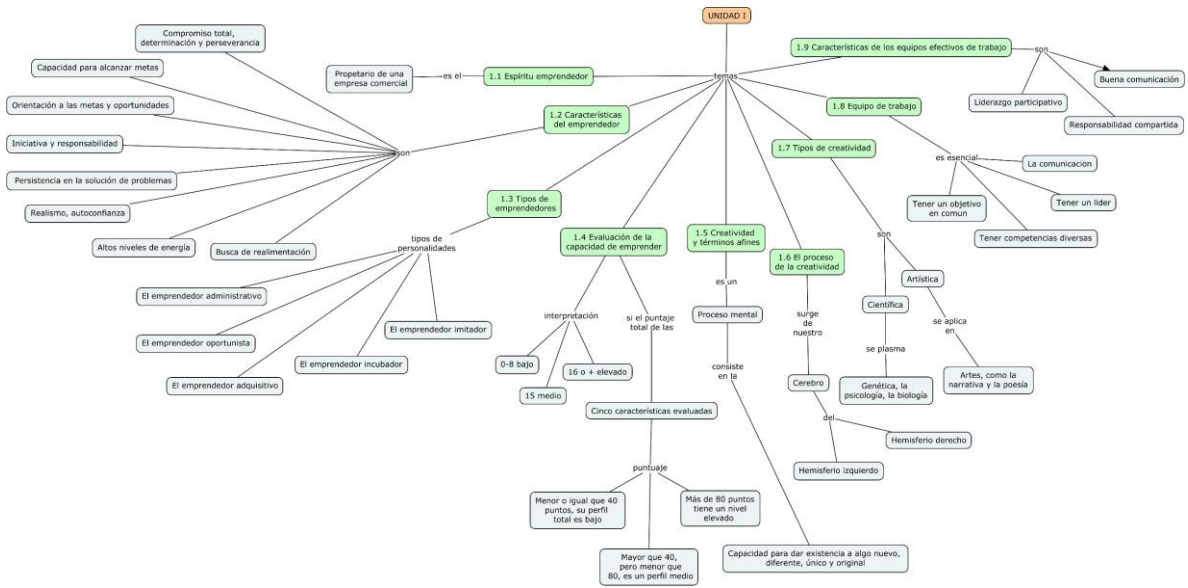 UNIDAD I
temas
1.1 Espíritu emprendedor
es el
Propetario de una
empresa comercial
1.2 Características
del emprendedor
son
Compromiso total,
determinación y perseverancia
Capacidad para alcanzar metas
Orientación a las metas y oportunidades
Iniciativa y responsabilidad
Persistencia en la solución de problemas
Realismo, autoconfianza
Altos niveles de energía
Busca de realimentación
1.3 Tipos de
emprendedores
tipos de
personalidades
El emprendedor administrativo
El emprendedor oportunista
El emprendedor adquisitivo
El emprendedor incubador
El emprendedor imitador
1.4 Evaluación de la
capacidad de emprender
interpretación
0-8 bajo
15 medio
16 o + elevado
si el puntaje
total de las
Cinco características evaluadas
puntuaje
Menor o igual que 40
puntos, su perfil
total es bajo
Mayor que 40,
pero menor que
80, es un perfil medio
Más de 80 puntos
tiene un nivel
elevado
1.5 Creatividad
y términos afines
es un
Proceso mental
consiste
en la
Capacidad para dar existencia a algo nuevo,
diferente, único y original
1.6 El proceso
de la creatividad
surge
de nuestro
Cerebro
del
Hemisferio izquierdo
Hemisferio derecho
1.7 Tipos de creatividad
son
Científica
se plasma
Genética, la
psicología, la biología
Artística
se aplica
en
Artes, como la
narrativa y la poesía
1.8 Equipo de trabajo
es esencial
Tener un objetivo
en comun
Tener competencias diversas
Tener un lider
La comunicacion
1.9 Características de los equipos efectivos de trabajo
son
Liderazgo participativo
Responsabilidad compartida
Buena comunicación